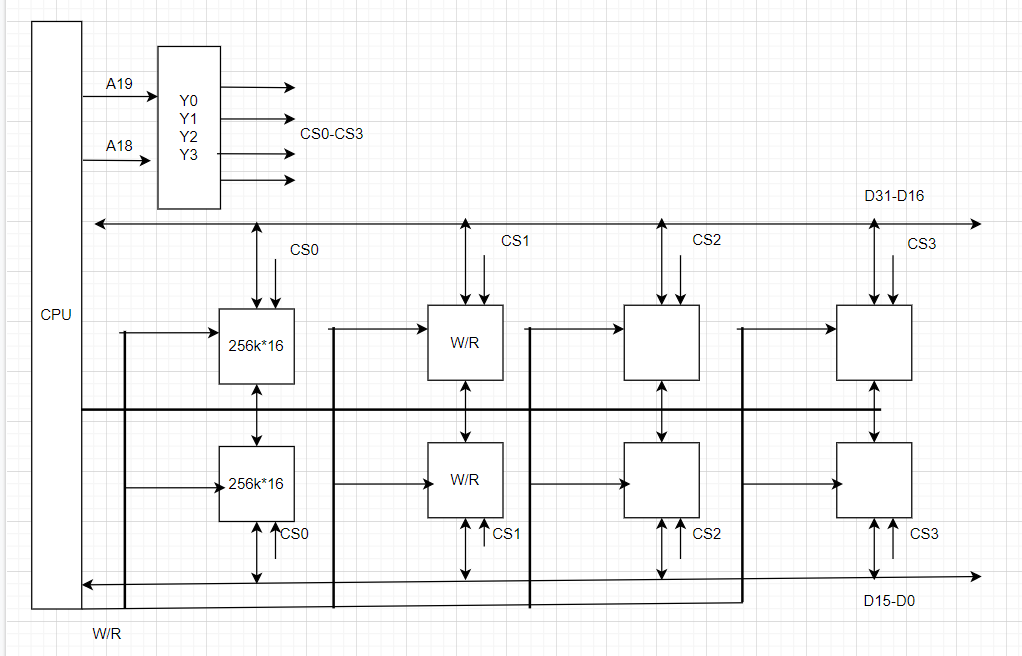 A19
Y0
Y1
Y2
Y3
CS0-CS3
A18
D31-D16
CS0
CS1
CS2
CS3
CPU
256k*16
W/R
256k*16
W/R
CS0
CS1
CS2
CS3
D15-D0
W/R